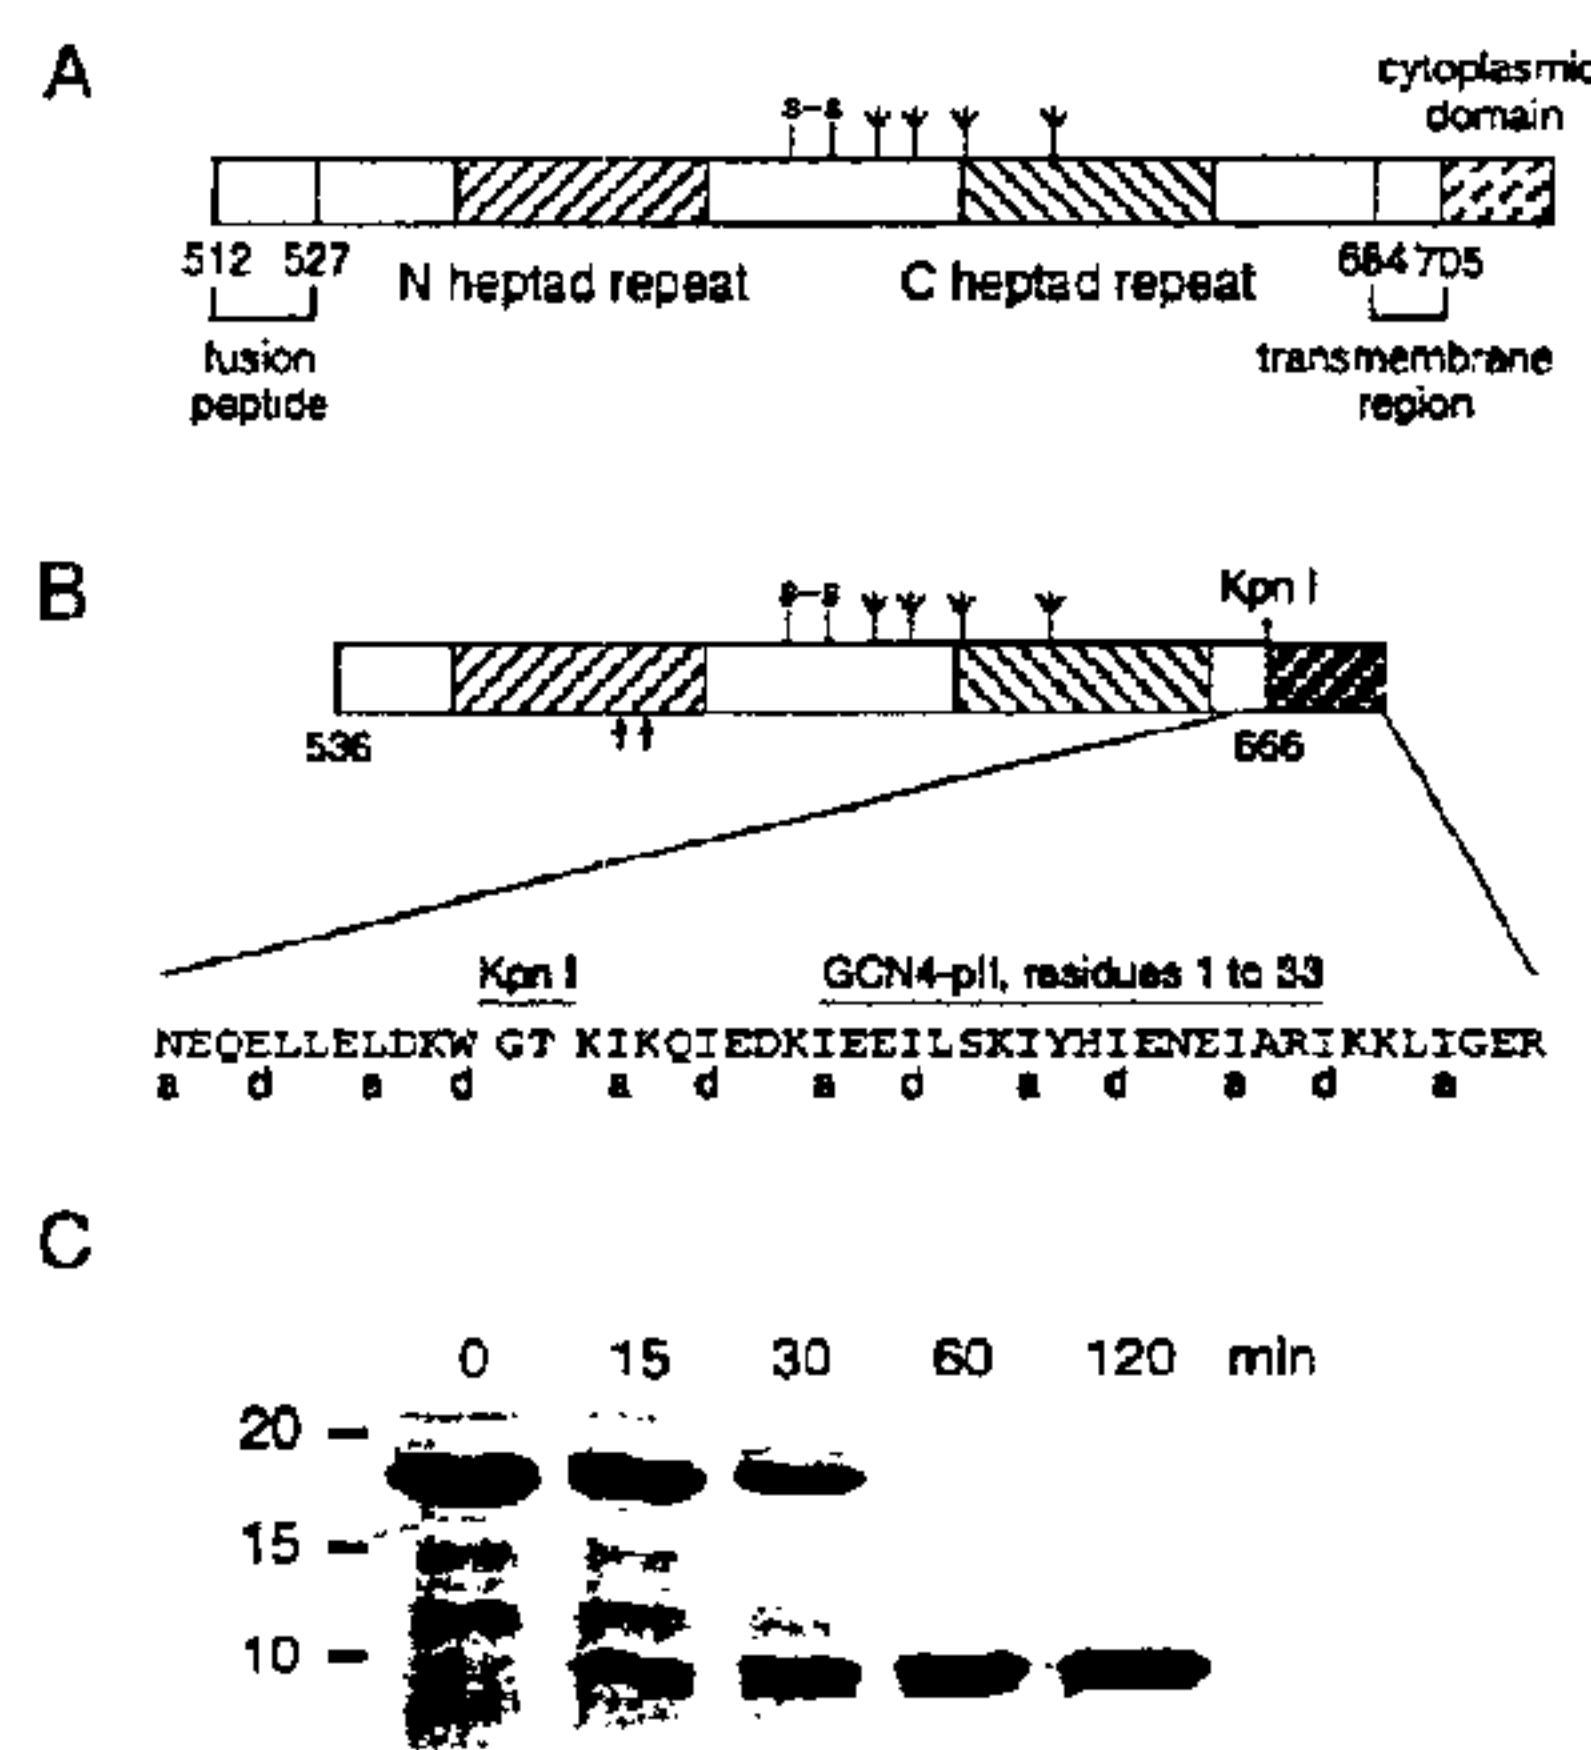 A
cytoplasmic
domain
s-s
512 527
N heptad repeat
C heptad repeat
684 705
fusion
peptide
transmembrane
region
B
s-s
Kpn I
536
666
Kpn I
GCN4-pII, residues 1 to 33
NEQELLELDKW GT KIKQIEDKIEEILSKIYHIENEIARIKKLIGER
a d a d a d a d a d a d a
C
0 15 30 60 120 min
20
15
10